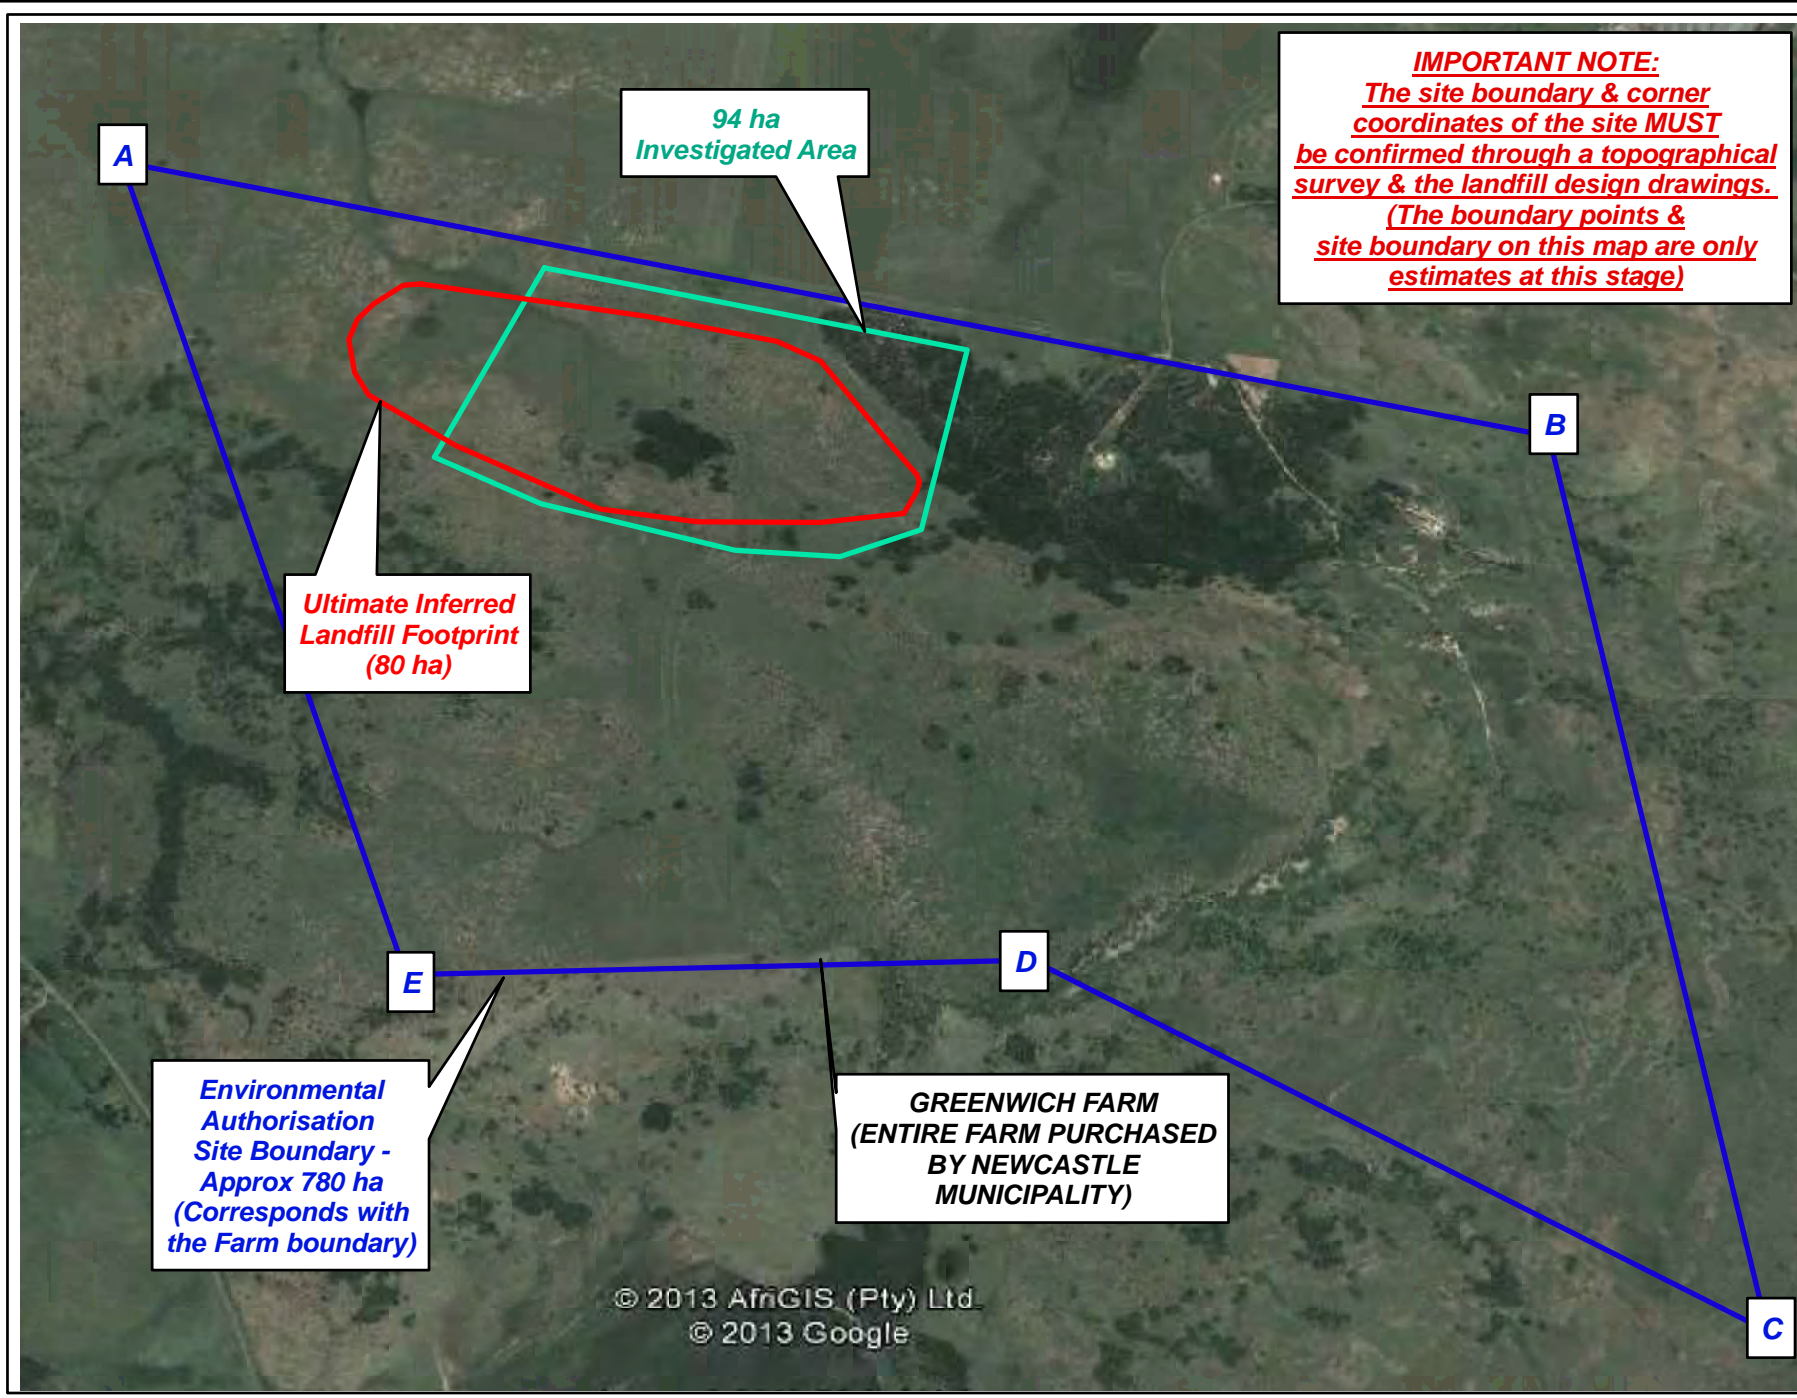 IMPORTANT NOTE:
The site boundary & corner
coordinates of the site MUST
be confirmed through a topographical
survey & the landfill design drawings.
(The boundary points &
site boundary on this map are only
estimates at this stage)
94 ha
Investigated Area
A
B
Ultimate Inferred
Landfill Footprint
(80 ha)
E
D
Environmental
Authorisation
Site Boundary -
Approx 780 ha
(Corresponds with
the Farm boundary)
GREENWICH FARM
(ENTIRE FARM PURCHASED
BY NEWCASTLE
MUNICIPALITY)
C
© 2013 AfriGIS (Pty) Ltd.
© 2013 Google